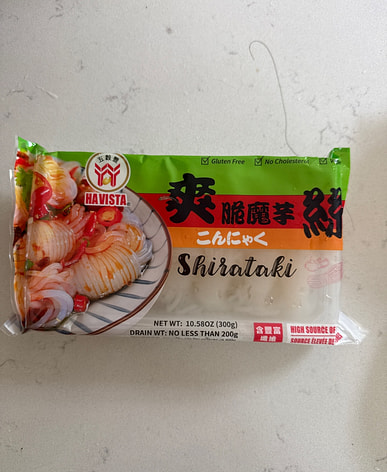 五穀豐
HAVISTA
Gluten Free
No Cholesterol
爽脆魔芋絲
こんにゃく
Shirataki
NET WT: 10.58OZ (300g)
DRAIN WT: NO LESS THAN 200g
含豐富
纖維
HIGH SOURCE OF
SOURCE ÉLEVÉE DE